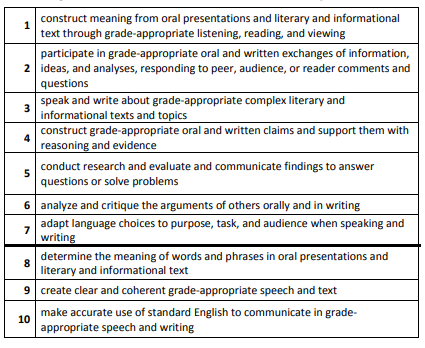 1 construct meaning from oral presentations and literary and informational
text through grade-appropriate listening, reading, and viewing
2 participate in grade-appropriate oral and written exchanges of information,
ideas, and analyses, responding to peer, audience, or reader comments and
questions
3 speak and write about grade-appropriate complex literary and
informational texts and topics
4 construct grade-appropriate oral and written claims and support them with
reasoning and evidence
5 conduct research and evaluate and communicate findings to answer
questions or solve problems
6 analyze and critique the arguments of others orally and in writing
7 adapt language choices to purpose, task, and audience when speaking and
writing
8 determine the meaning of words and phrases in oral presentations and
literary and informational text
9 create clear and coherent grade-appropriate speech and text
10 make accurate use of standard English to communicate in grade-
appropriate speech and writing